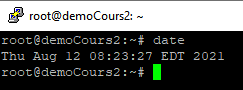 root@demoCours2: ~
root@demoCours2:~# date
Thu Aug 12 08:23:27 EDT 2021
root@demoCours2:~#